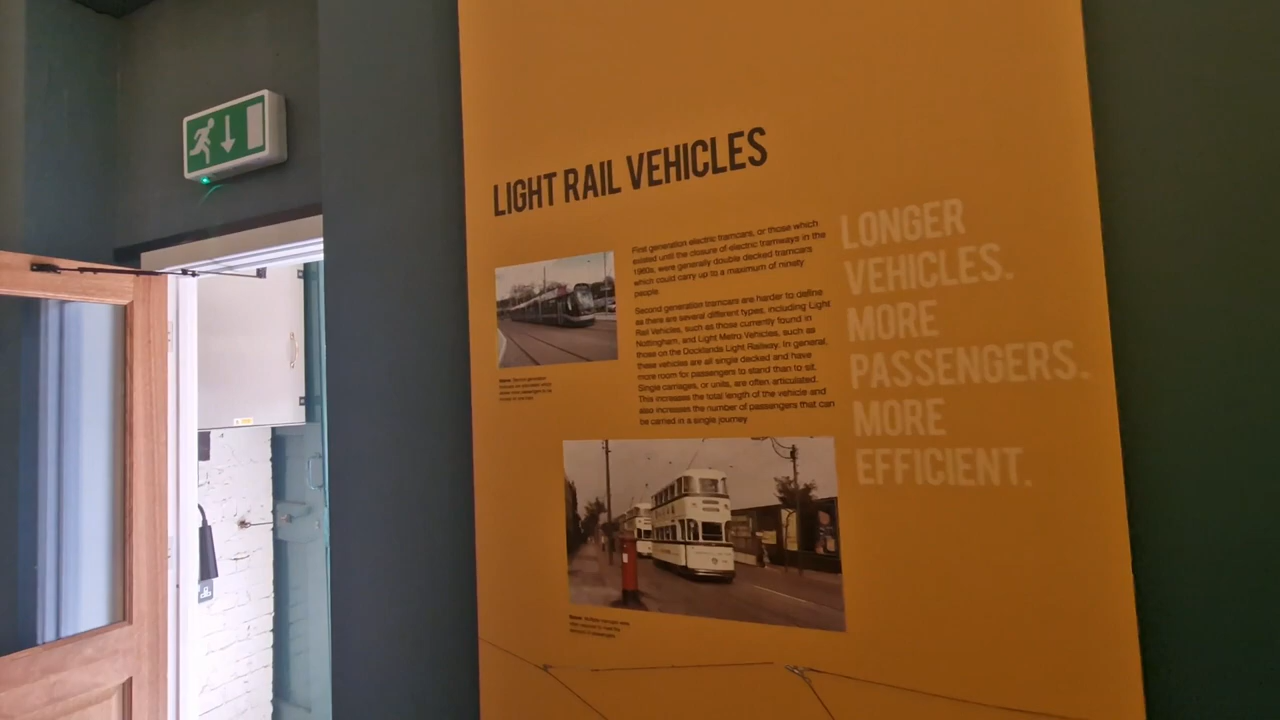 LIGHT RAIL VEHICLES
First generation electric tramcars, or those which
existed until the closure of electric tramways in the
1960s, were generally double decked tramcars
which could carry up to a maximum of ninety
people.
Second generation tramcars are harder to define
as there are several different types, including Light
Rail Vehicles, such as those currently found in
Nottingham, and Light Metro Vehicles, such as
those on the Docklands Light Railway. In general,
these vehicles are all single decked and have
more room for passengers to stand than to sit.
Single carriages, or units, are often articulated.
This increases the total length of the vehicle and
also increases the number of passengers that can
be carried in a single journey
LONGER
VEHICLES.
MORE
PASSENGERS.
MORE
EFFICIENT.